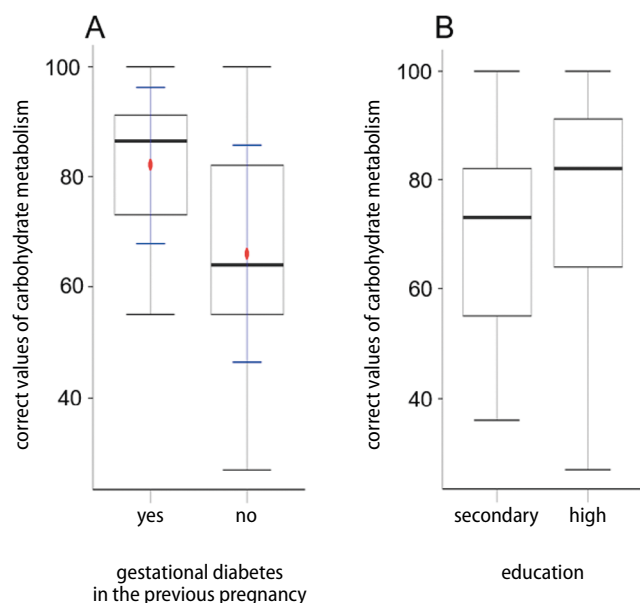 A
correct values of carbohydrate metabolism
100
80
60
40
yes no
gestational diabetes
in the previous pregnancy
B
correct values of carbohydrate metabolism
100
80
60
40
secondary high
education